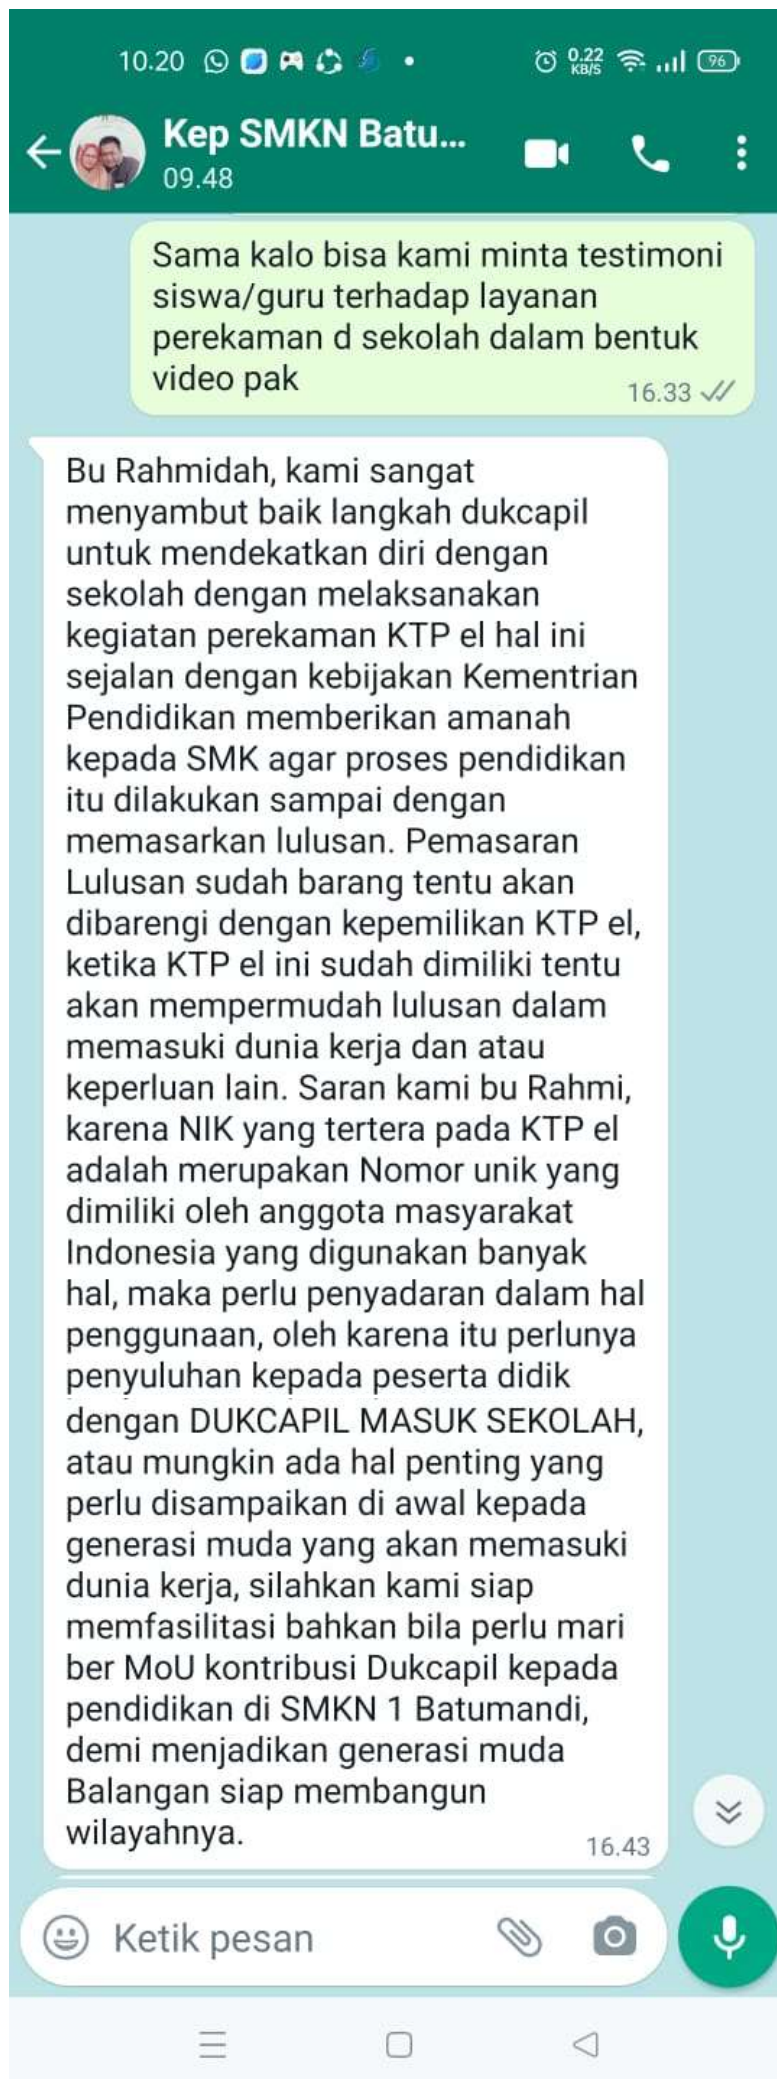 10.20
0.22
KB/S
96
Kep SMKN Batu...
09.48
Sama kalo bisa kami minta testimoni
siswa/guru terhadap layanan
perekaman d sekolah dalam bentuk
video pak
16.33
Bu Rahmidah, kami sangat
menyambut baik langkah dukcapil
untuk mendekatkan diri dengan
sekolah dengan melaksanakan
kegiatan perekaman KTP el hal ini
sejalan dengan kebijakan Kementrian
Pendidikan memberikan amanah
kepada SMK agar proses pendidikan
itu dilakukan sampai dengan
memasarkan lulusan. Pemasaran
Lulusan sudah barang tentu akan
dibarengi dengan kepemilikan KTP el,
ketika KTP el ini sudah dimiliki tentu
akan mempermudah lulusan dalam
memasuki dunia kerja dan atau
keperluan lain. Saran kami bu Rahmi,
karena NIK yang tertera pada KTP el
adalah merupakan Nomor unik yang
dimiliki oleh anggota masyarakat
Indonesia yang digunakan banyak
hal, maka perlu penyadaran dalam hal
penggunaan, oleh karena itu perlunya
penyuluhan kepada peserta didik
dengan DUKCAPIL MASUK SEKOLAH,
atau mungkin ada hal penting yang
perlu disampaikan di awal kepada
generasi muda yang akan memasuki
dunia kerja, silahkan kami siap
memfasilitasi bahkan bila perlu mari
ber MoU kontribusi Dukcapil kepada
pendidikan di SMKN 1 Batumandi,
demi menjadikan generasi muda
Balangan siap membangun
wilayahnya.
16.43
Ketik pesan